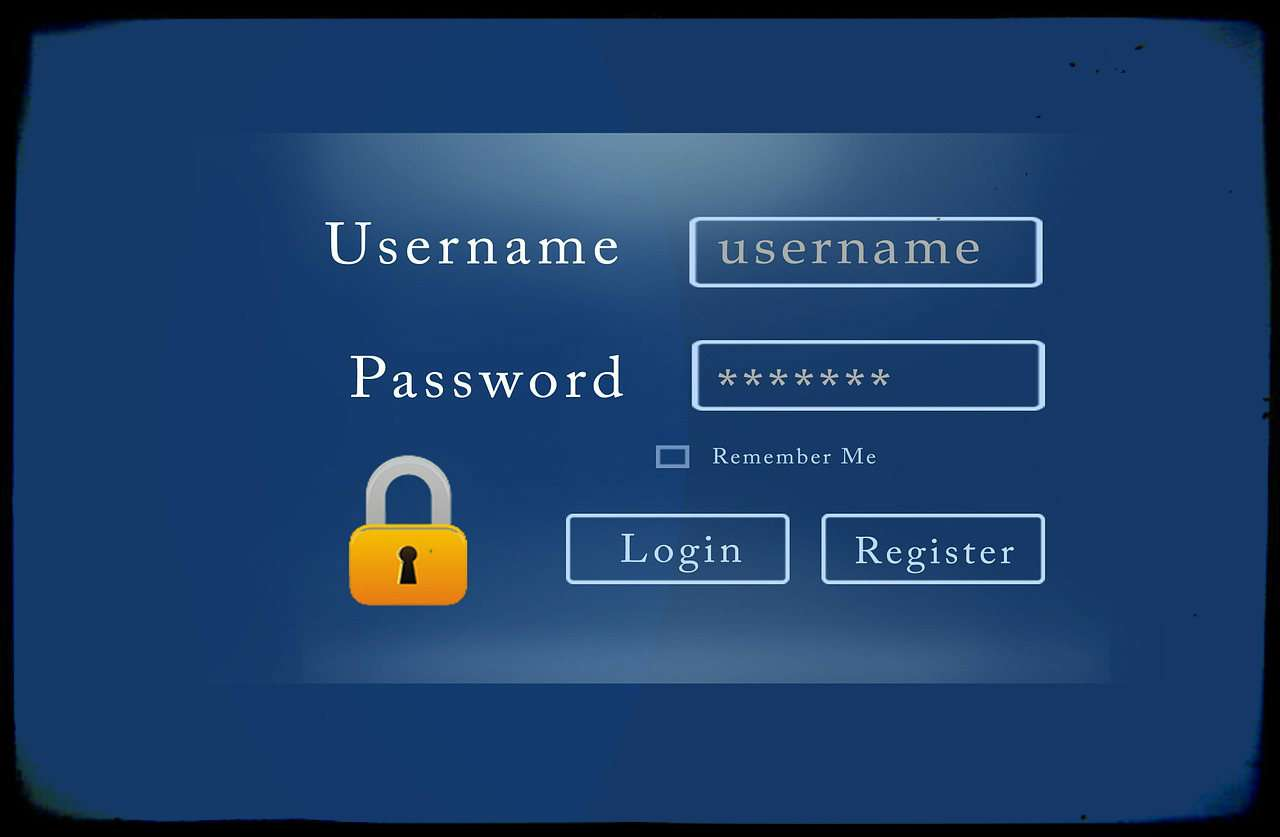 Username username
Password *******
Remember Me
Login Register